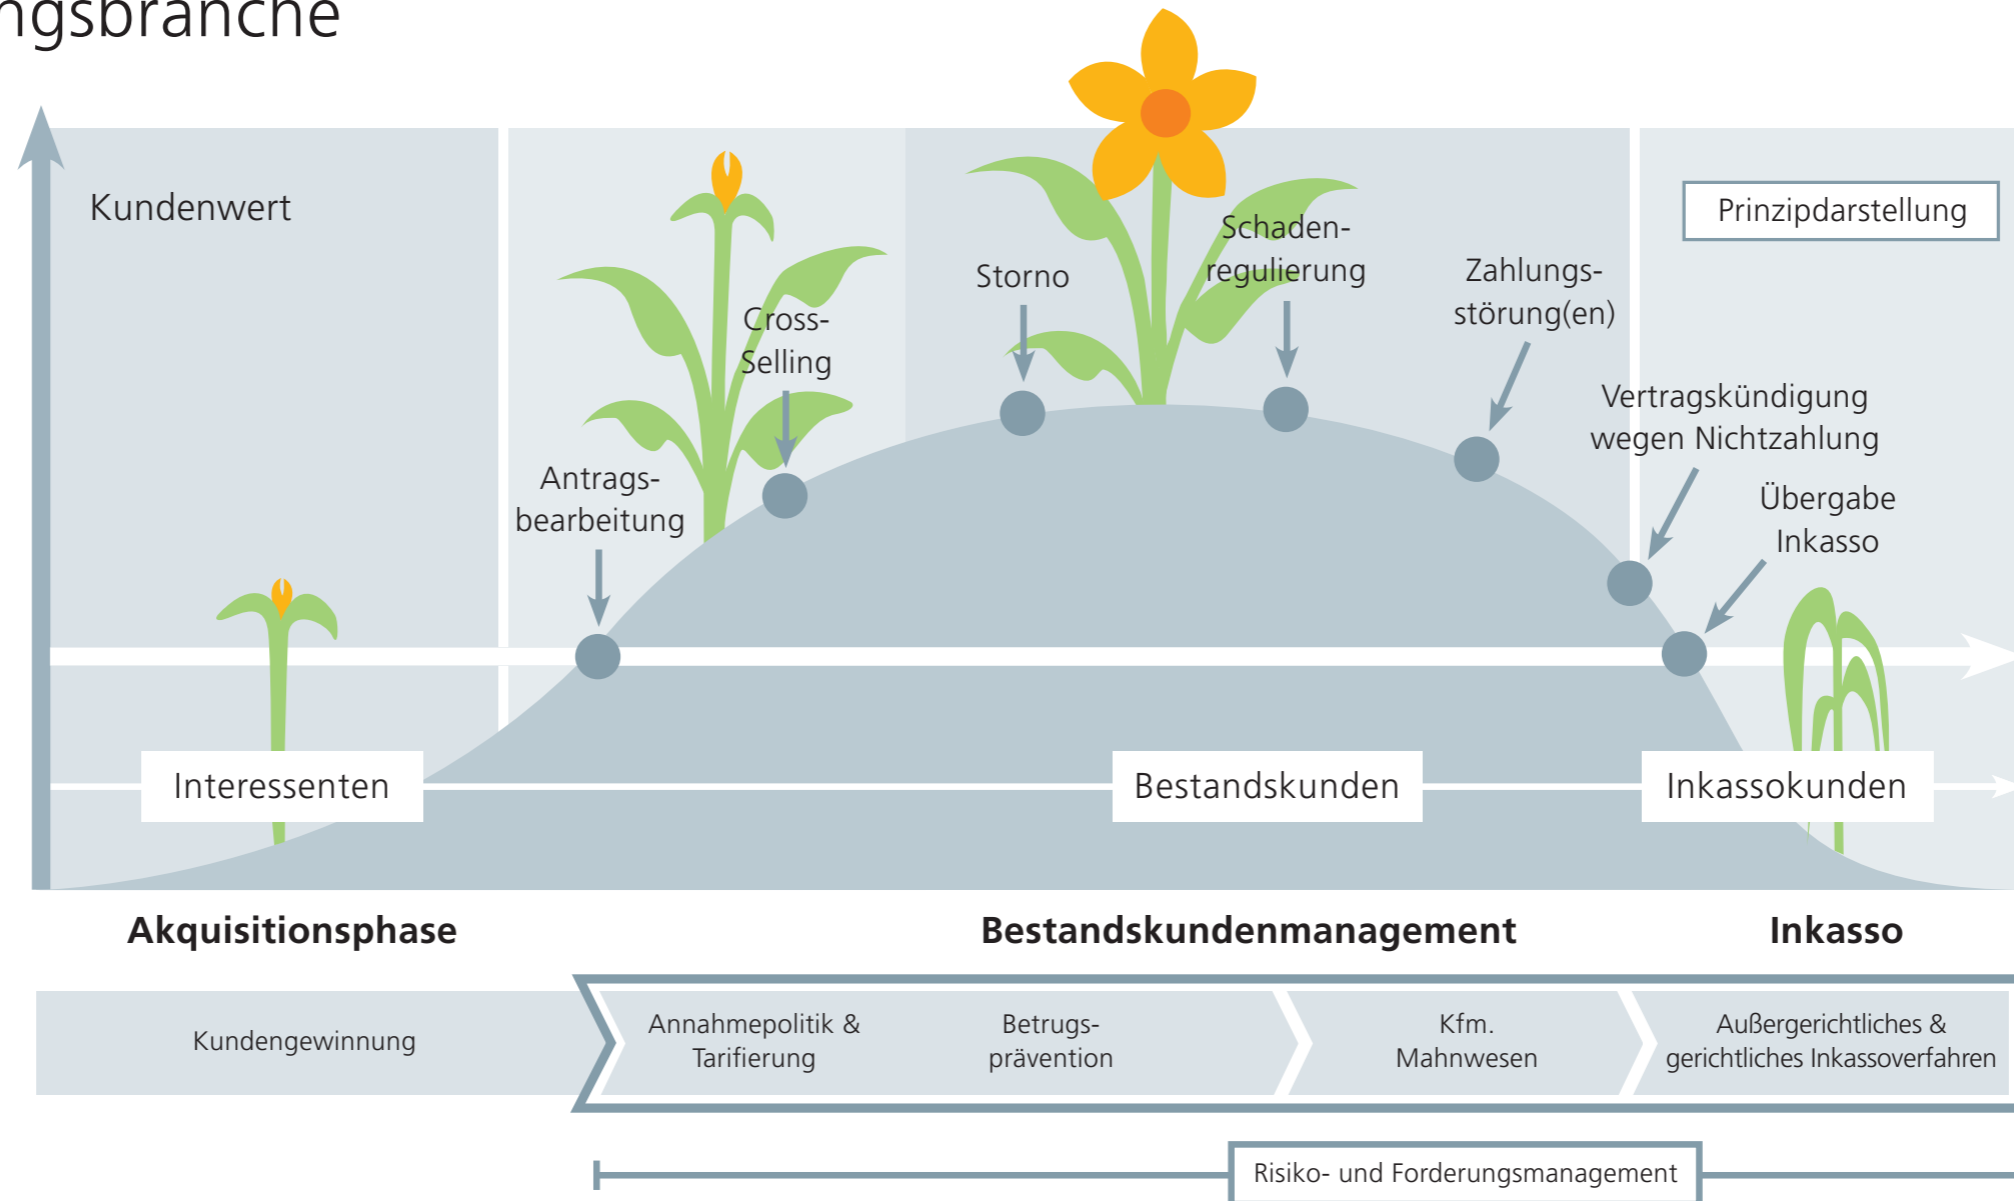 ngsbranche
Kundenwert
Prinzipdarstellung
Schaden-
regulierung
Storno
Zahlungs-
störung(en)
Cross-
Selling
Vertragskündigung
wegen Nichtzahlung
Antrags-
bearbeitung
Übergabe
Inkasso
Interessenten
Bestandskunden
Inkassokunden
Akquisitionsphase
Bestandskundenmanagement
Inkasso
Kundengewinnung
Annahmepolitik &
Tarifierung
Betrugs-
prävention
Kfm.
Mahnwesen
Außergerichtliches &
gerichtliches Inkassoverfahren
Risiko- und Forderungsmanagement